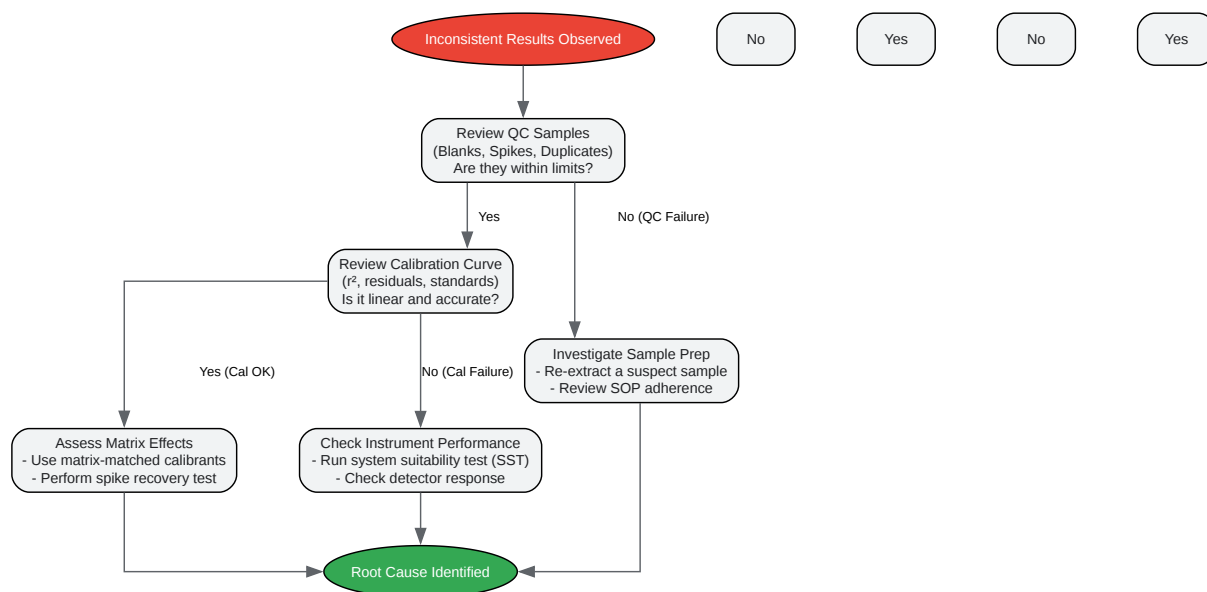 Inconsistent Results Observed
No
Yes
No
Yes
Review QC Samples
(Blanks, Spikes, Duplicates)
Are they within limits?
Yes
No (QC Failure)
Review Calibration Curve
(r², residuals, standards)
Is it linear and accurate?
Yes (Cal OK)
No (Cal Failure)
Investigate Sample Prep
- Re-extract a suspect sample
- Review SOP adherence
Assess Matrix Effects
- Use matrix-matched calibrants
- Perform spike recovery test
Check Instrument Performance
- Run system suitability test (SST)
- Check detector response
Root Cause Identified